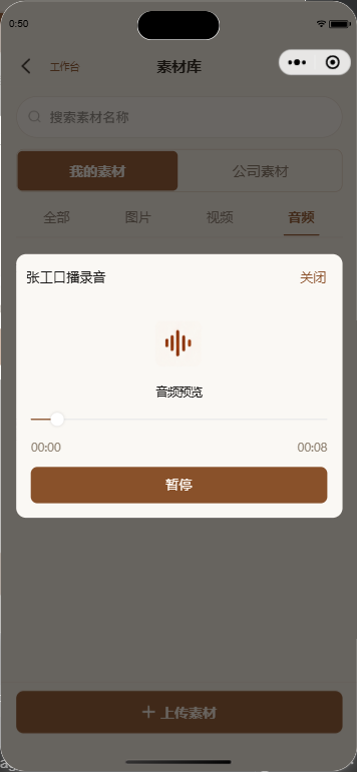 0:50
工作台 素材库
搜索素材名称
我的素材 公司素材
全部 图片 视频 音频
张工口播录音 关闭
音频预览
00:00 00:08
暂停
+ 上传素材